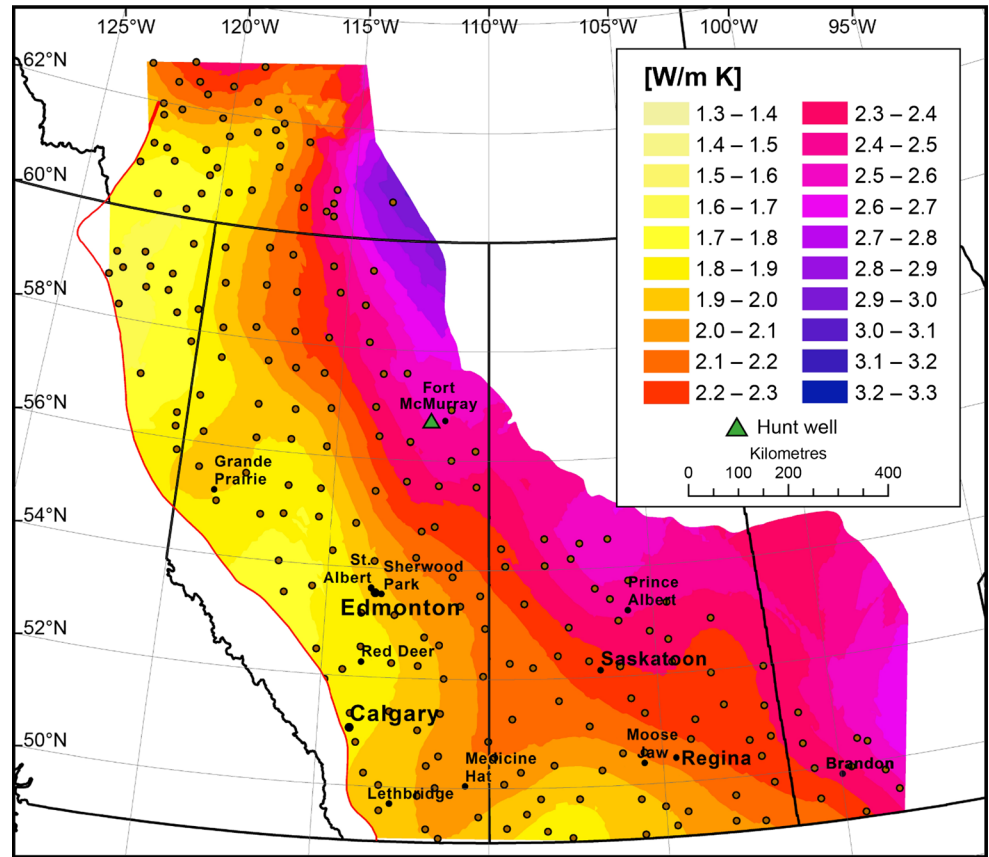 125°W 120°W 115°W 110°W 105°W 100°W 95°W
62°N
60°N
58°N
56°N
54°N
52°N
50°N
[W/m K]
1.3 – 1.4
1.4 – 1.5
1.5 – 1.6
1.6 – 1.7
1.7 – 1.8
1.8 – 1.9
1.9 – 2.0
2.0 – 2.1
2.1 – 2.2
2.2 – 2.3
2.3 – 2.4
2.4 – 2.5
2.5 – 2.6
2.6 – 2.7
2.7 – 2.8
2.8 – 2.9
2.9 – 3.0
3.0 – 3.1
3.1 – 3.2
3.2 – 3.3
Hunt well
Kilometres
0 100 200 400
Fort
McMurray
Grande
Prairie
St.
Albert
Sherwood
Park
Edmonton
Red Deer
Calgary
Lethbridge
Medicine
Hat
Prince
Albert
Saskatoon
Moose
Jaw
Regina
Brandon